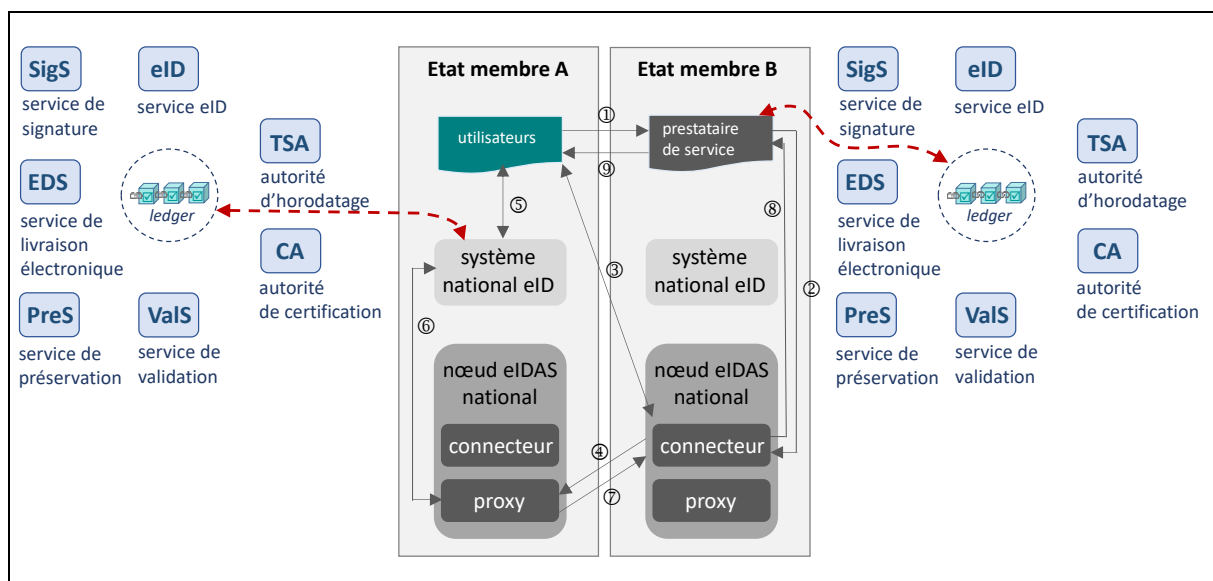 SigS
service de
signature
eID
service eID
TSA
autorité
d’horodatage
EDS
service de
livraison
électronique
ledger
CA
autorité
de certification
PreS
service de
préservation
ValS
service de
validation
Etat membre A
utilisateurs
⑤
système
national eID
⑥
nœud eIDAS
national
connecteur
proxy
①
⑨
③
④
⑦
Etat membre B
prestataire
de service
⑧
②
système
national eID
nœud eIDAS
national
connecteur
proxy
SigS
service de
signature
eID
service eID
TSA
autorité
d’horodatage
EDS
service de
livraison
électronique
ledger
CA
autorité
de certification
PreS
service de
préservation
ValS
service de
validation